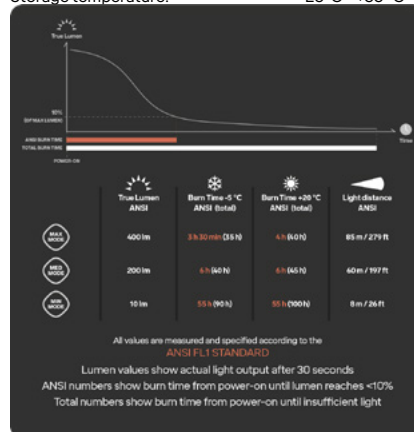 Storage temperature:
True Lumen
10%
(OF MAX LUMEN)
Time
ANSI BURN TIME
TOTAL BURN TIME
POWER-ON
True Lumen Burn Time -5 °C Burn Time +20 °C Light distance
ANSI ANSI (total) ANSI (total) ANSI
MAX
MODE
400 lm 3 h 30 min (35 h) 4 h (40 h) 85 m / 279 ft
MED
MODE
200 lm 6 h (40 h) 6 h (45 h) 60 m / 197 ft
MIN
MODE
10 lm 55 h (90 h) 55 h (100 h) 8 m / 26 ft
All values are measured and specified according to the
ANSI FL1 STANDARD
Lumen values show actual light output after 30 seconds
ANSI numbers show burn time from power-on until lumen reaches <10%
Total numbers show burn time from power-on until insufficient light